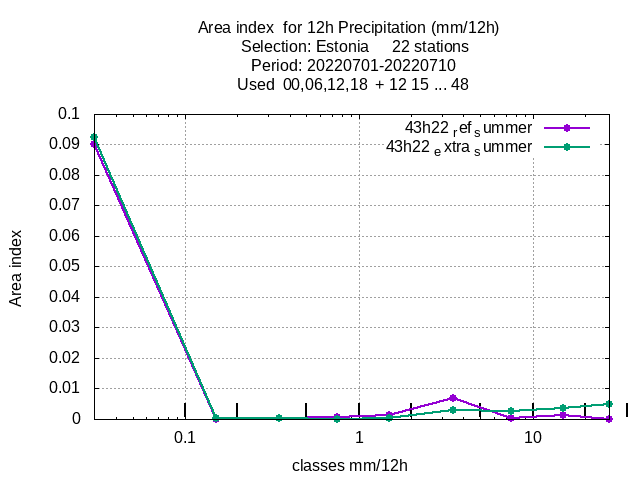 Area index  for 12h Precipitation (mm/12h)
Selection: Estonia     22 stations
Period: 20220701-20220710
Used  00,06,12,18  + 12 15 ... 48
43h22 ref summer
43h22 extra summer
0.1
0.09
0.08
0.07
0.06
0.05
0.04
0.03
0.02
0.01
0
Area index
0.1 1 10
classes mm/12h